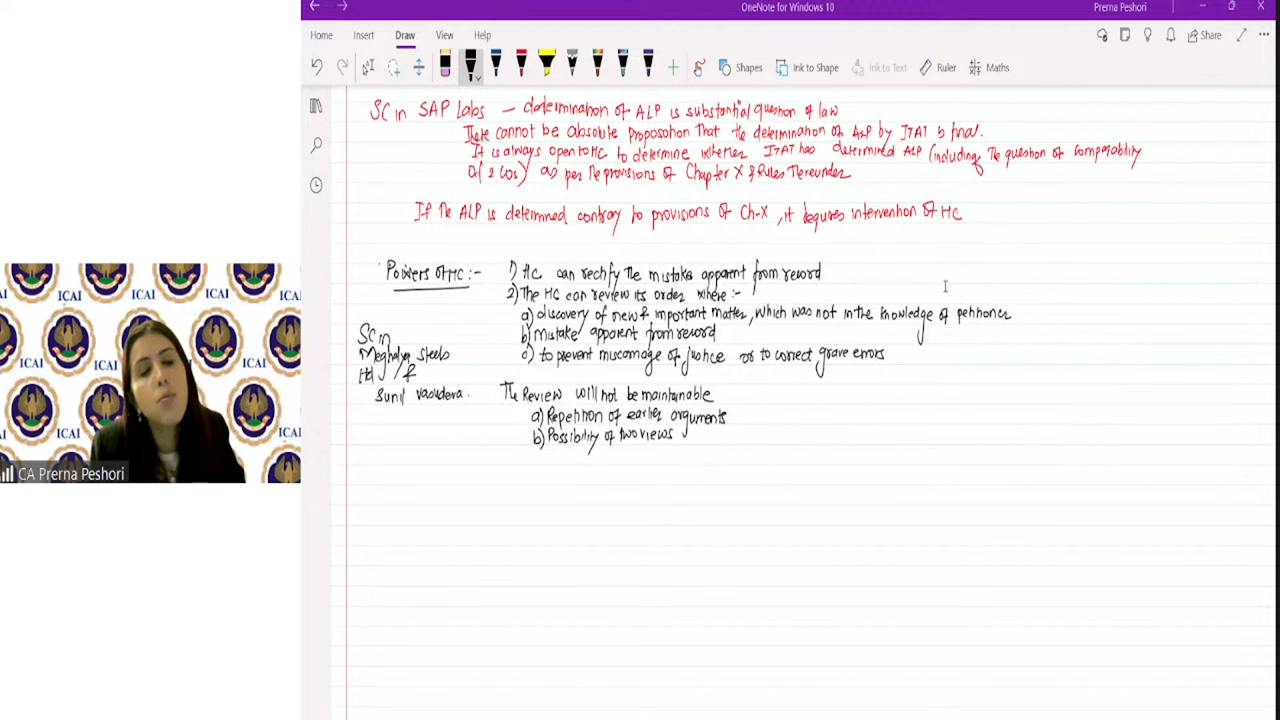 OneNote for Windows 10
Prerna Peshori
Home Insert Draw View Help
Share
Shapes Ink to Shape Ink to Text Ruler Maths
SC in SAP Labs – determination of ALP is substantial question of law
There cannot be absolute proposition that the determination of ALP by ITAT is final.
It is always open to HC to determine whether ITAT has determined ALP (including the question of comparability
of 2 Cos) as per the provisions of Chapter X & Rules thereunder
If the ALP is determined contrary to provisions of Ch-X, it requires intervention of HC
Powers of HC :- 1) HC can rectify the mistake apparent from record
2) The HC can review its order where :-
a) discovery of new & important matter, which was not in the knowledge of petitioner
b) mistake apparent from record
c) to prevent miscarriage of justice or to correct grave errors
SC in
Meghalya steels
ltd &
Sunil Vasudeva.
The Review will not be maintainable
a) Repetition of earlier arguments
b) Possibility of two views
ICAI ICAI ICAI ICAI
CA Prerna Peshori